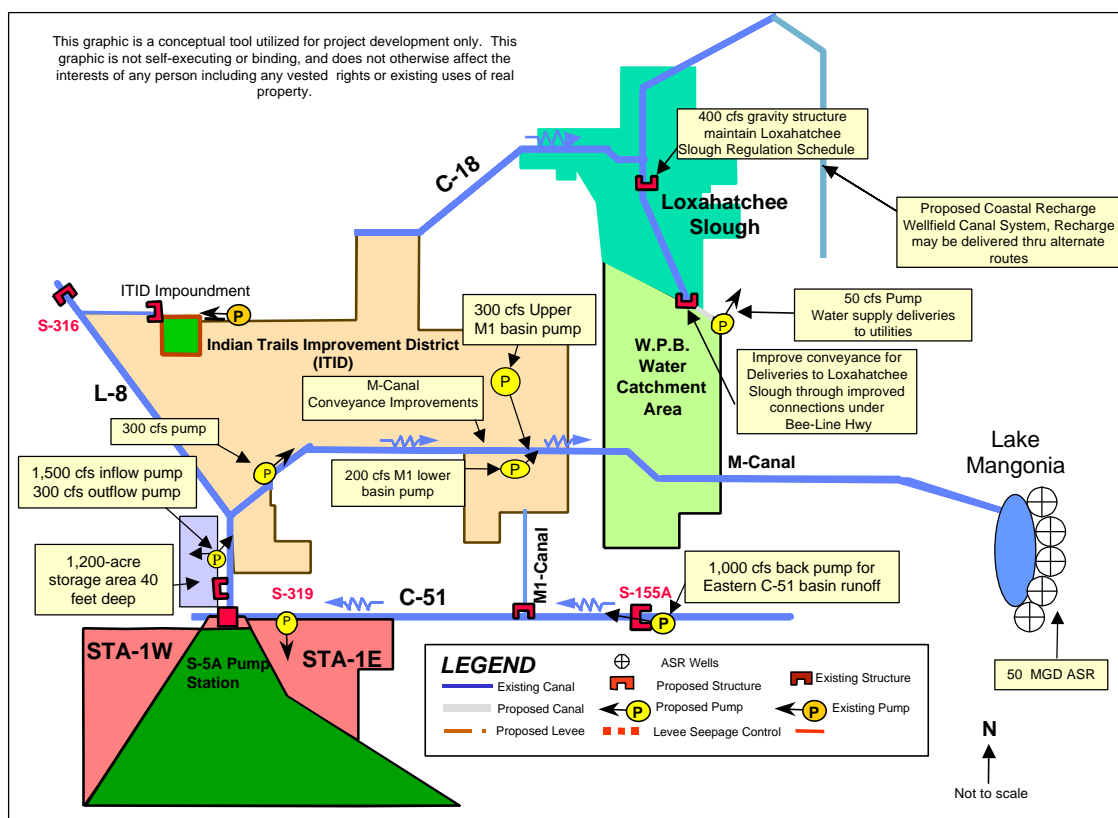 This graphic is a conceptual tool utilized for project development only.  This
graphic is not self-executing or binding, and does not otherwise affect the
interests of any person including any vested  rights or existing uses of real
property.
400 cfs gravity structure
maintain Loxahatchee
Slough Regulation Schedule
C-18
Loxahatchee
Slough
Proposed Coastal Recharge
Wellfield Canal System, Recharge
may be delivered thru alternate
routes
ITID Impoundment
S-316
P
300 cfs Upper
M1 basin pump
50 cfs Pump
Water supply deliveries
to utilities
P
Indian Trails Improvement District
(ITID)
W.P.B.
Water
Catchment
Area
Improve conveyance for
Deliveries to Loxahatchee
Slough through improved
connections under
Bee-Line Hwy
L-8
P
M-Canal
Conveyance Improvements
300 cfs pump
P
1,500 cfs inflow pump
300 cfs outflow pump
200 cfs M1 lower
basin pump
P
M-Canal
Lake
Mangonia
P
1,200-acre
storage area 40
feet deep
M1-Canal
S-319
C-51
S-155A
P
1,000 cfs back pump for
Eastern C-51 basin runoff
P
STA-1W
S-5A Pump
Station
STA-1E
50  MGD ASR
LEGEND
ASR Wells
Existing Canal
Proposed Structure
Existing Structure
Proposed Canal
P
Proposed Pump
P
Existing Pump
Proposed Levee
Levee Seepage Control
N
Not to scale